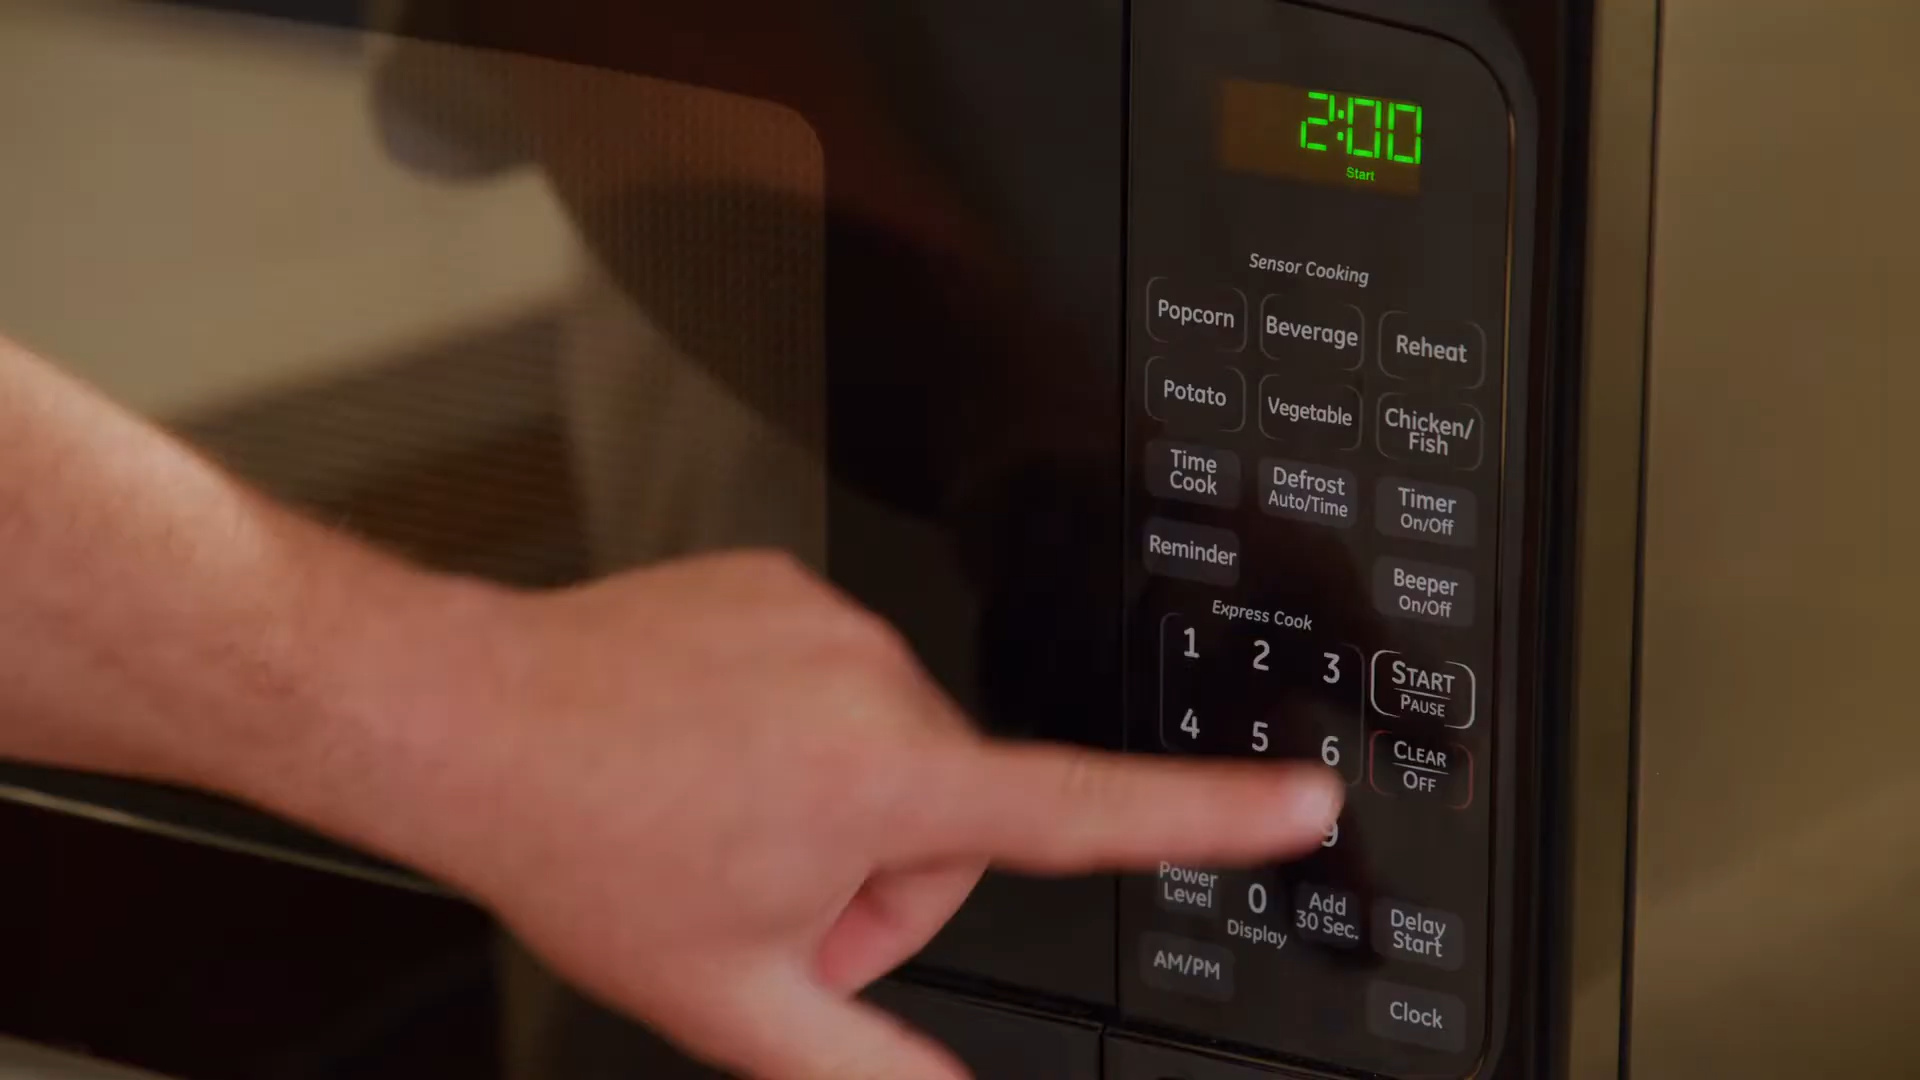 2:00
Start
Sensor Cooking
Popcorn
Beverage
Reheat
Potato
Vegetable
Chicken/
Fish
Time
Cook
Defrost
Auto/Time
Timer
On/Off
Reminder
Beeper
On/Off
Express Cook
1
2
3
START
PAUSE
4
5
6
CLEAR
OFF
9
Power
Level
0
Display
Add
30 Sec.
Delay
Start
AM/PM
Clock